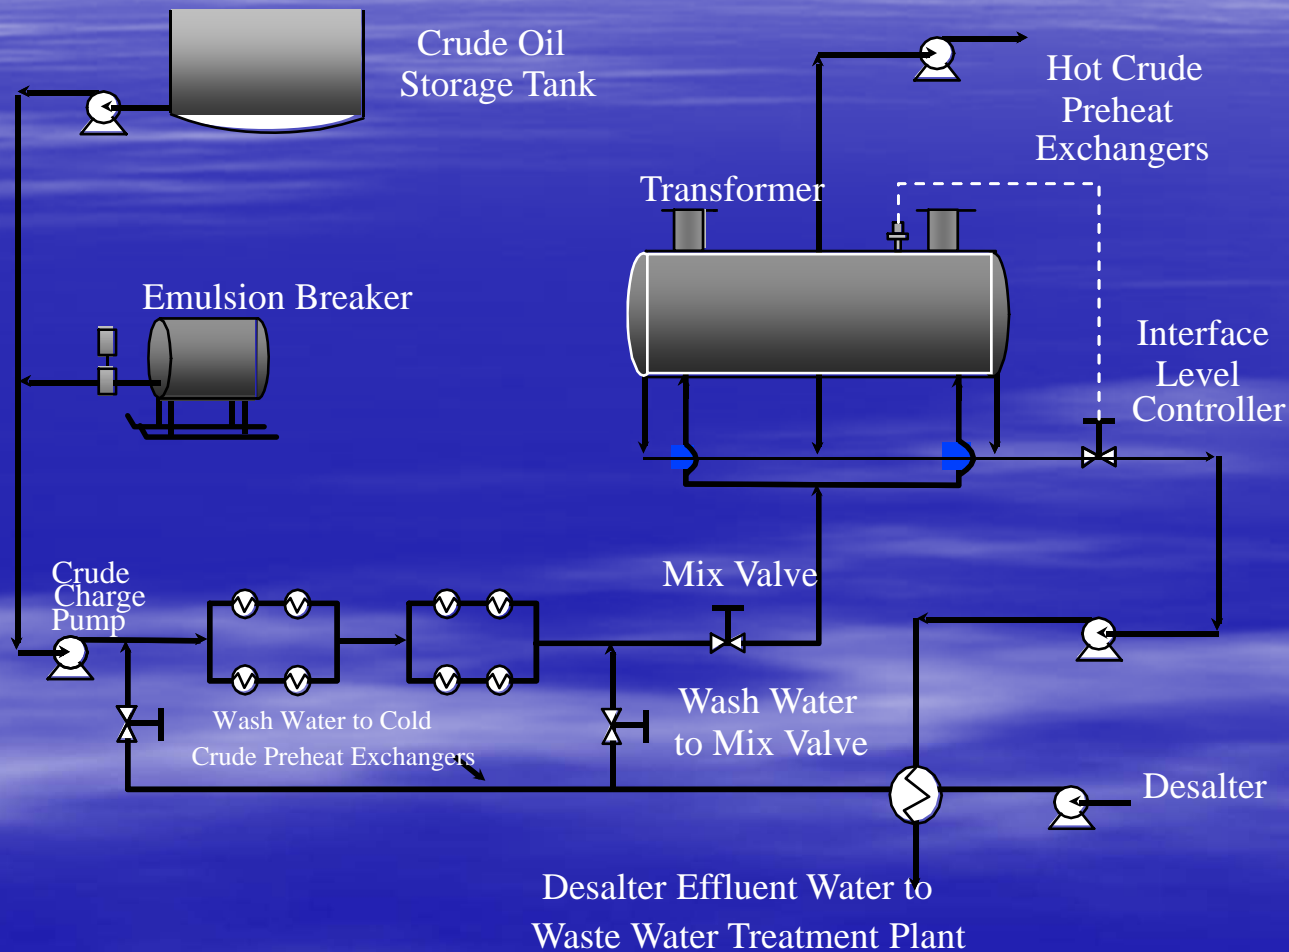 Crude Oil
Storage Tank
Hot Crude
Preheat
Exchangers
Transformer
Emulsion Breaker
Interface
Level
Controller
Crude
Charge
Pump
Mix Valve
Wash Water to Cold
Crude Preheat Exchangers
Wash Water
to Mix Valve
Desalter
Desalter Effluent Water to
Waste Water Treatment Plant